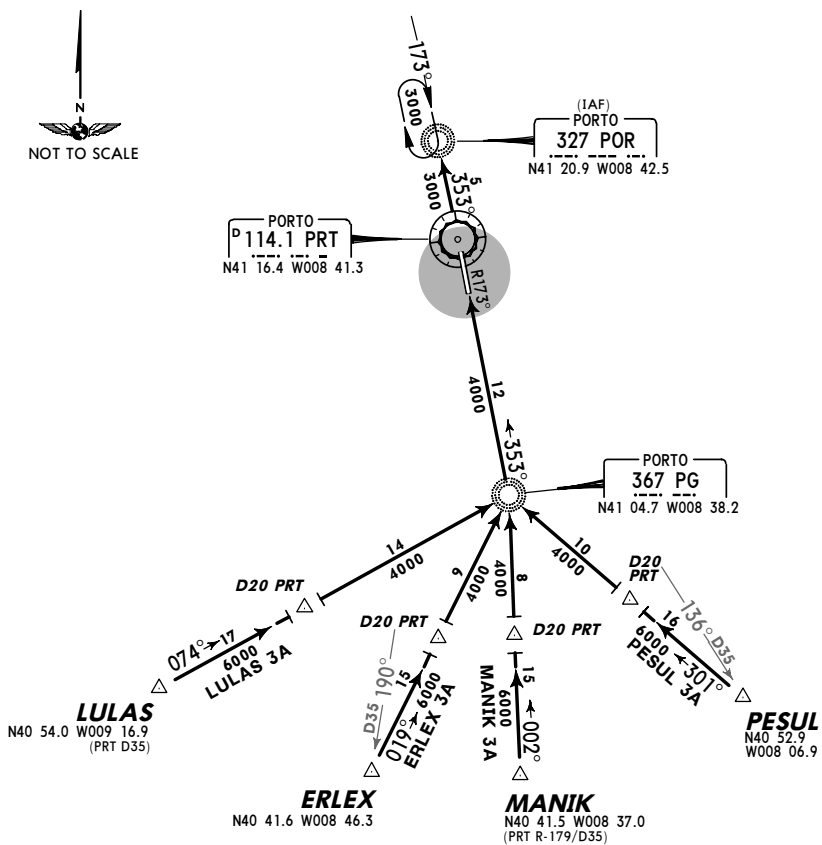 173°
3000
N
NOT TO SCALE
(IAF)
PORTO
327 POR
N41 20.9 W008 42.5
5
353°
3000
PORTO
D 114.1 PRT
N41 16.4 W008 41.3
R173°
12
4000
353°
PORTO
367 PG
N41 04.7 W008 38.2
14
4000
9
4000
8
4000
10
4000
D20 PRT
D20 PRT
D20 PRT
D20
PRT
074°
17
6000
LULAS 3A
LULAS
N40 54.0 W009 16.9
(PRT D35)
D35 190°
15
019°
6000
ERLEX 3A
ERLEX
N40 41.6 W008 46.3
15
6000
002°
MANIK 3A
MANIK
N40 41.5 W008 37.0
(PRT R-179/D35)
136° D35
16
6000
301°
PESUL 3A
PESUL
N40 52.9
W008 06.9